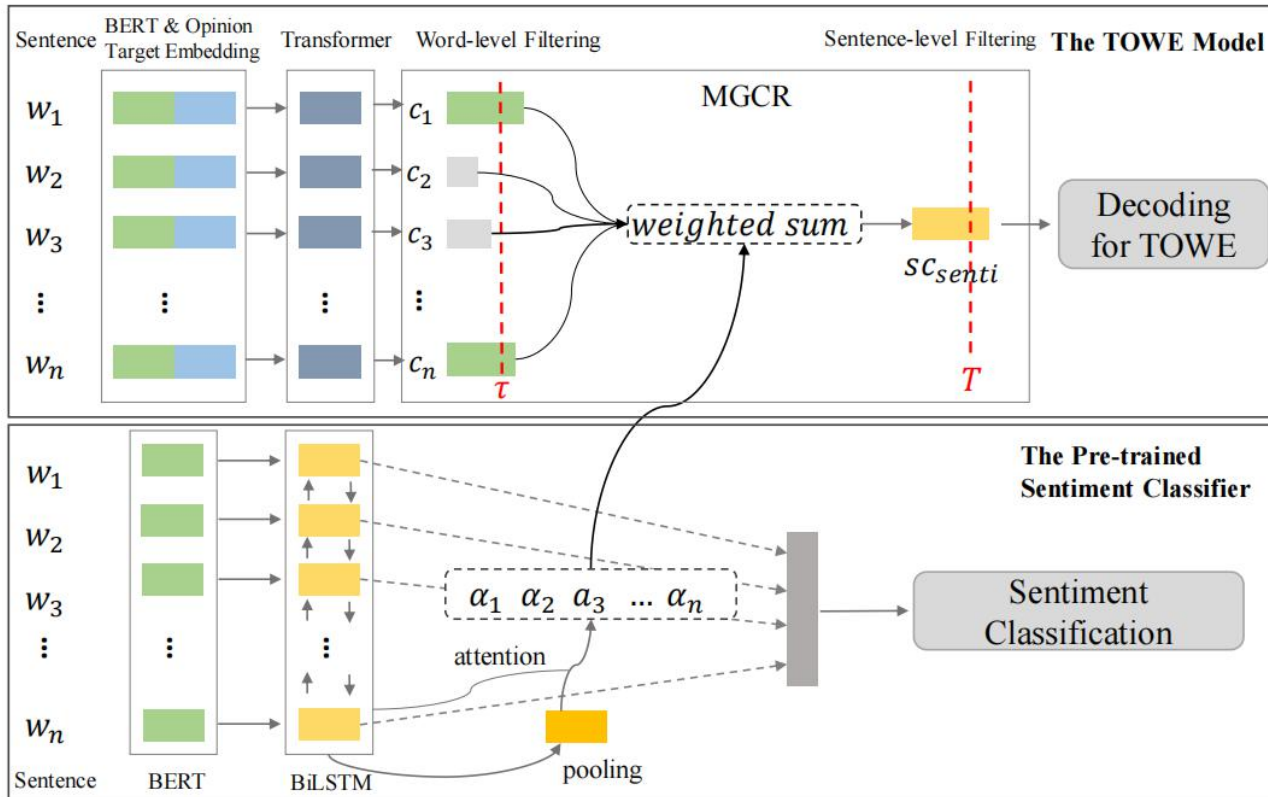 Sentence
BERT & Opinion
Target Embedding
Transformer
Word-level Filtering
Sentence-level Filtering
The TOWE Model
MGCR
w₁
w₂
w₃
⋮
wₙ
⋮
⋮
c₁
c₂
c₃
⋮
cₙ
τ
weighted sum
sc_senti
T
Decoding
for TOWE
The Pre-trained
Sentiment Classifier
w₁
w₂
w₃
⋮
wₙ
⋮
⋮
α₁ α₂ a₃ … αₙ
attention
pooling
Sentiment
Classification
Sentence
BERT
BiLSTM